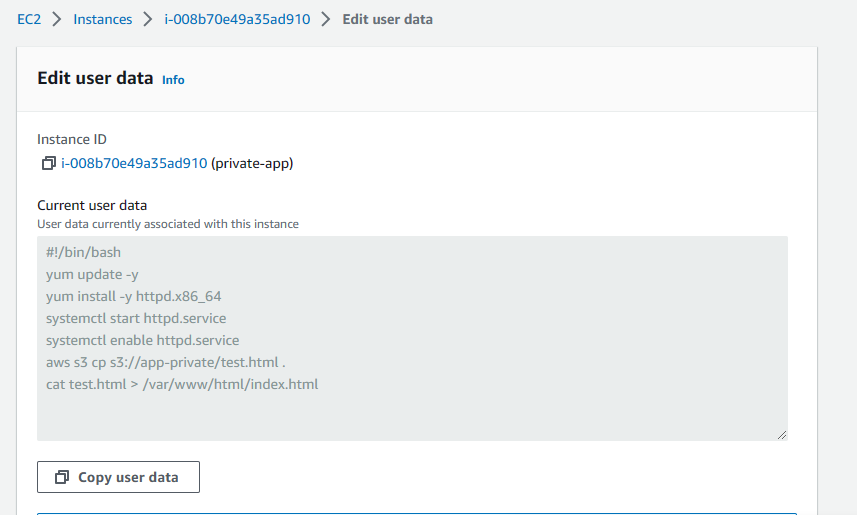 EC2 > Instances > i-008b70e49a35ad910 > Edit user data
Edit user data Info
Instance ID
i-008b70e49a35ad910 (private-app)
Current user data
User data currently associated with this instance
#!/bin/bash
yum update -y
yum install -y httpd.x86_64
systemctl start httpd.service
systemctl enable httpd.service
aws s3 cp s3://app-private/test.html .
cat test.html > /var/www/html/index.html
Copy user data